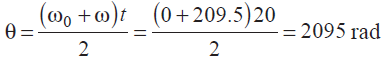 θ = (ω₀ + ω)t / 2 = (0 + 209.5)20 / 2 = 2095 rad